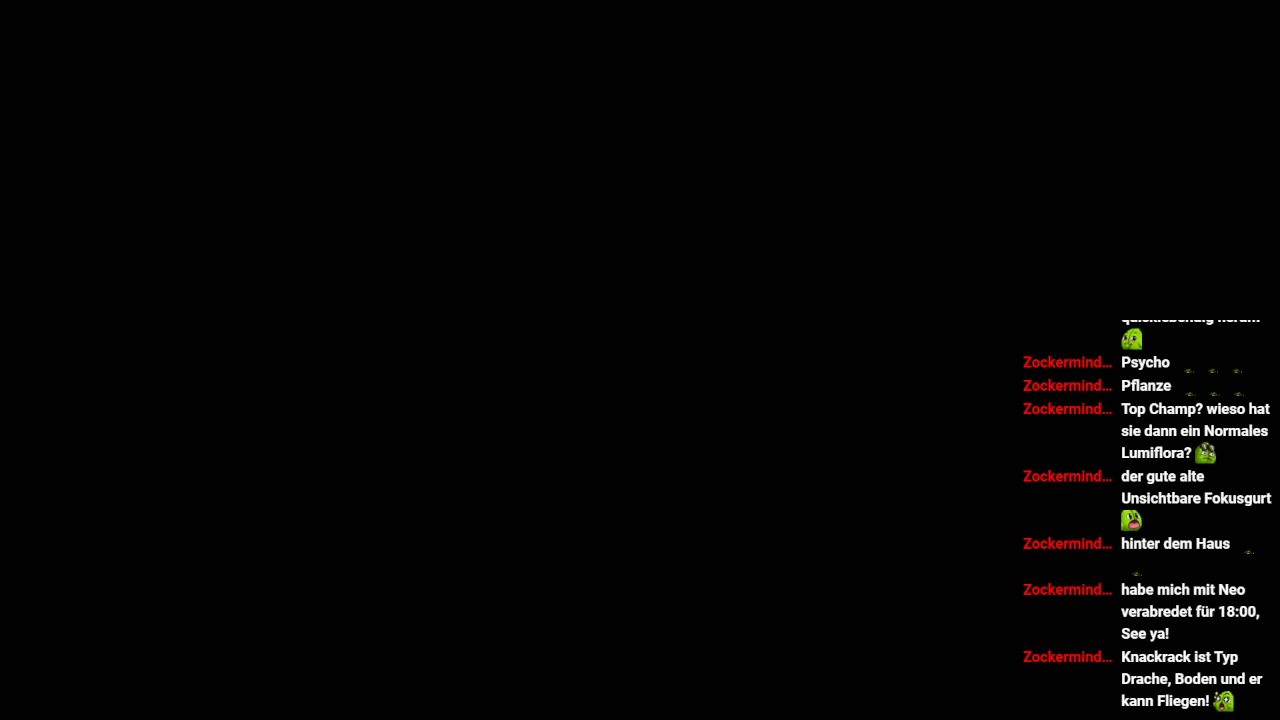 Zockermind... Psycho
Zockermind... Pflanze
Zockermind... Top Champ? wieso hat
sie dann ein Normales
Lumiflora?
Zockermind... der gute alte
Unsichtbare Fokusgurt
Zockermind... hinter dem Haus
Zockermind... habe mich mit Neo
verabredet für 18:00,
See ya!
Zockermind... Knackrack ist Typ
Drache, Boden und er
kann Fliegen!